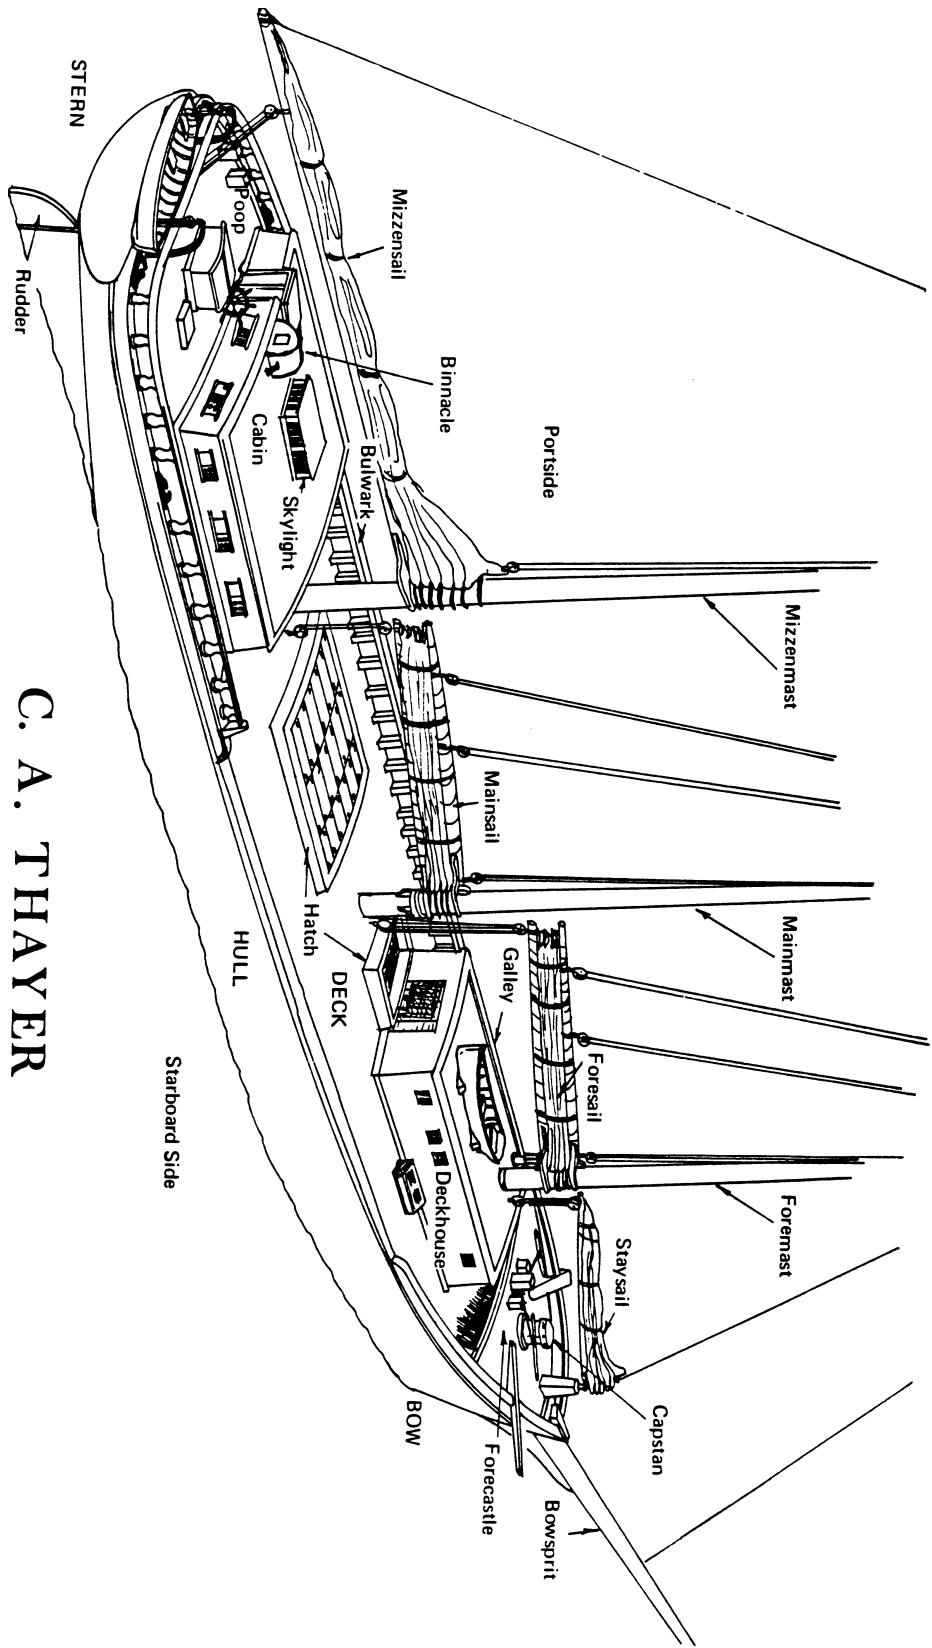 Mizzenmast
Mainmast
Foremast
Portside
Staysail
Capstan
Mizzensail
Binnacle
Mainsail
Galley
Foresail
Bowsprit
Bulwark
Skylight
Cabin
Hatch
DECK
Deckhouse
Forecastle
BOW
STERN
Poop
HULL
Starboard Side
Rudder
C. A. THAYER